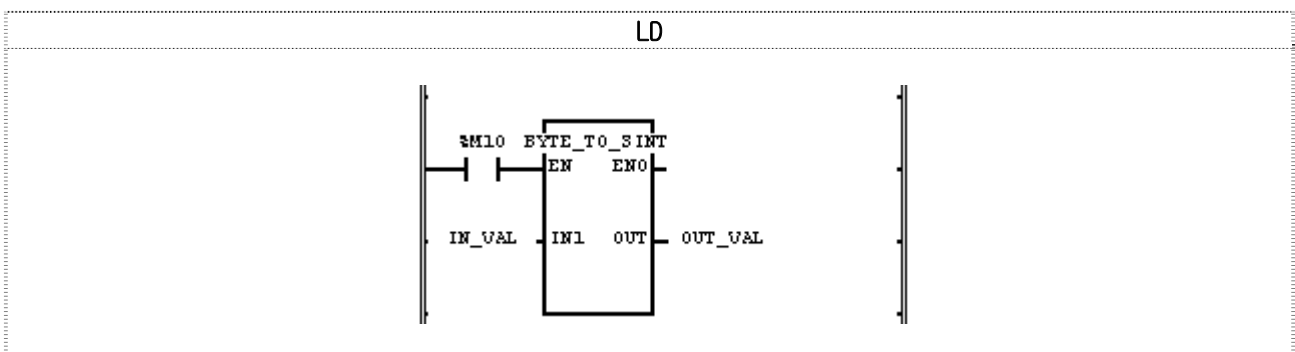 LD
%M10 BYTE_TO_SINT
EN ENO
IN_VAL IN1 OUT OUT_VAL